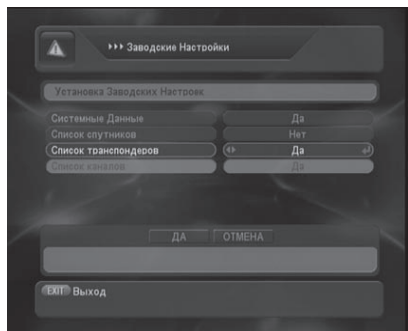 ▸▸▸ Заводские Настройки
Установка Заводских Настроек
Системные Данные Да
Список спутников Нет
Список транспондеров Да
Список каналов Да
ДА ОТМЕНА
EXIT Выход